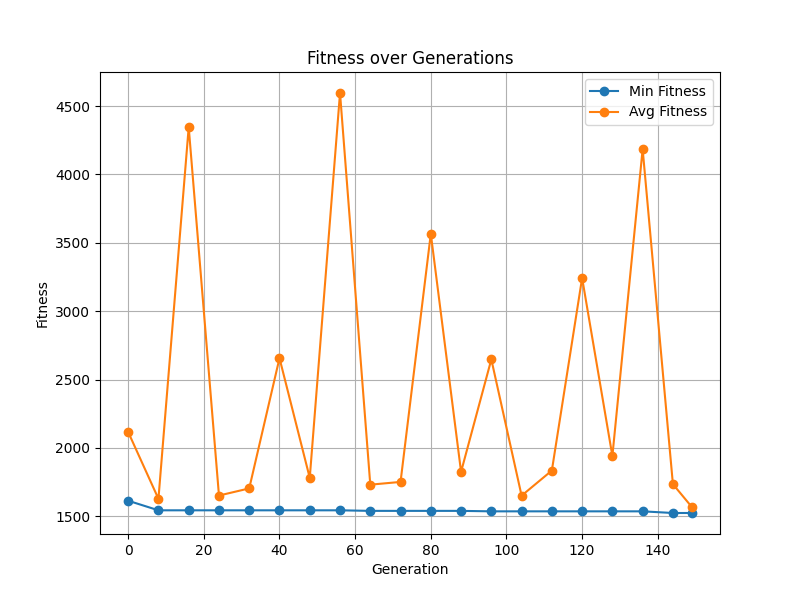 Fitness over Generations
Min Fitness
Avg Fitness
4500
4000
3500
3000
2500
2000
1500
Fitness
0 20 40 60 80 100 120 140
Generation